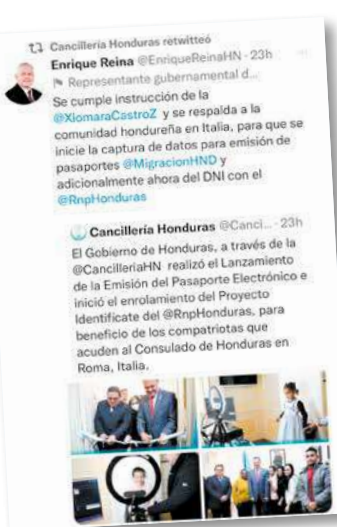 Cancillería Honduras retwitteó
Enrique Reina @EnriqueReinaHN · 23h
Representante gubernamental d...
Se cumple instrucción de la
@XiomaraCastroZ y se respalda a la
comunidad hondureña en Italia, para que se
inicie la captura de datos para emisión de
pasaportes @MigracionHND y
adicionalmente ahora del DNI con el
@RnpHonduras
Cancillería Honduras @Canci... · 23h
El Gobierno de Honduras, a través de la
@CancilleriaHN realizó el Lanzamiento
de la Emisión del Pasaporte Electrónico e
inició el enrolamiento del Proyecto
Identificate del @RnpHonduras, para
beneficio de los compatriotas que
acuden al Consulado de Honduras en
Roma, Italia.